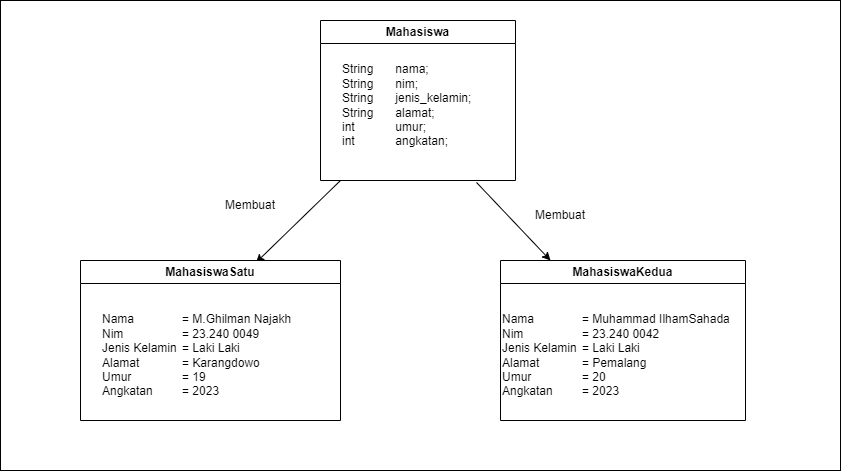 Mahasiswa
String nama;
String nim;
String jenis_kelamin;
String alamat;
int umur;
int angkatan;
Membuat
Membuat
MahasiswaSatu
Nama = M.Ghilman Najakh
Nim = 23.240 0049
Jenis Kelamin = Laki Laki
Alamat = Karangdowo
Umur = 19
Angkatan = 2023
MahasiswaKedua
Nama = Muhammad IlhamSahada
Nim = 23.240 0042
Jenis Kelamin = Laki Laki
Alamat = Pemalang
Umur = 20
Angkatan = 2023